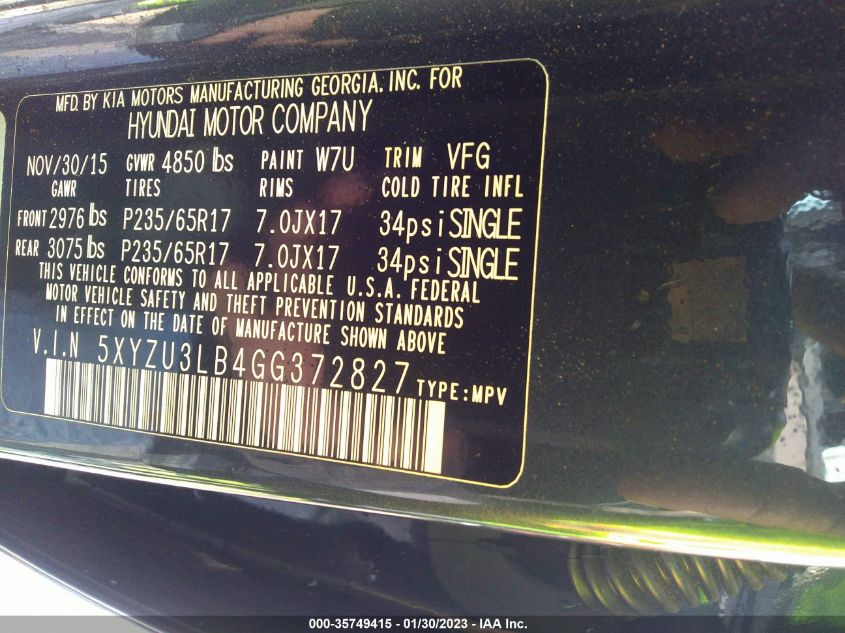 MFD. BY KIA MOTORS MANUFACTURING GEORGIA. INC. FOR
HYUNDAI MOTOR COMPANY
NOV/30/15 GVWR 4850 lbs PAINT W7U TRIM VFG
GAWR TIRES RIMS COLD TIRE INFL
FRONT 2976 lbs P235/65R17 7.0JX17 34psi SINGLE
REAR 3075 lbs P235/65R17 7.0JX17 34psi SINGLE
THIS VEHICLE CONFORMS TO ALL APPLICABLE U.S.A. FEDERAL
MOTOR VEHICLE SAFETY AND THEFT PREVENTION STANDARDS
IN EFFECT ON THE DATE OF MANUFACTURE SHOWN ABOVE
V.I.N 5XYZU3LB4GG372827
TYPE:MPV
000-35749415 - 01/30/2023 - IAA Inc.